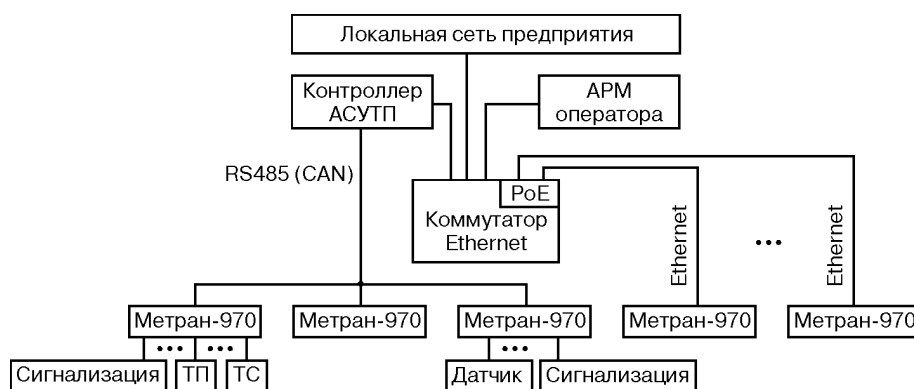 Локальная сеть предприятия
Контроллер
АСУТП
АРМ
оператора
RS485 (CAN)
PoE
Коммутатор
Ethernet
Ethernet
Ethernet
Метран-970
Метран-970
Метран-970
Метран-970
Метран-970
Сигнализация
ТП
ТС
Датчик
Сигнализация